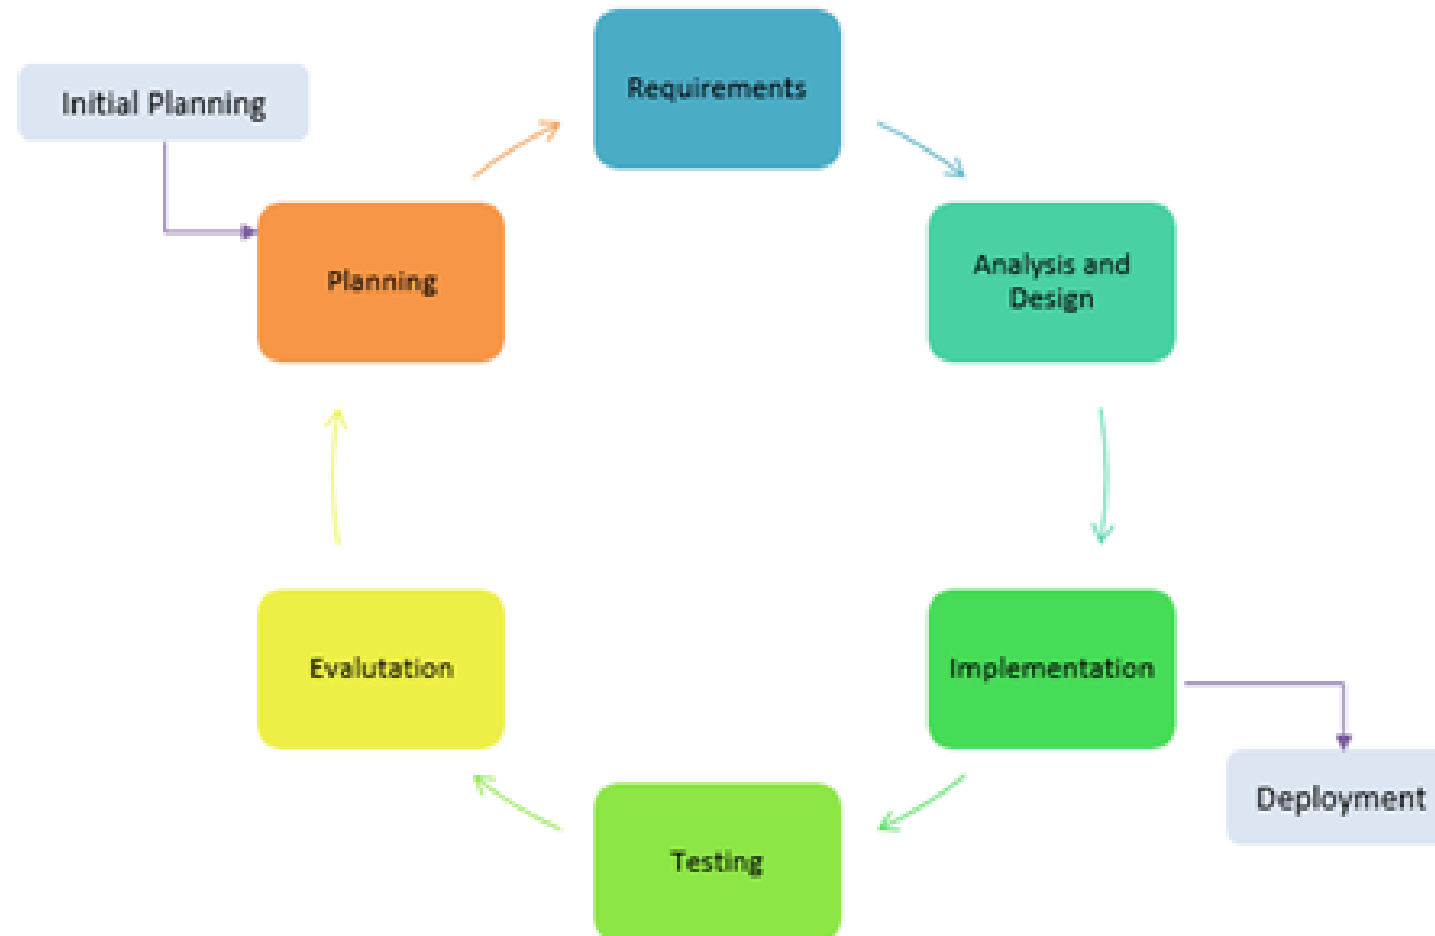 Requirements
Initial Planning
Planning
Analysis and
Design
Evalutation
Implementation
Deployment
Testing